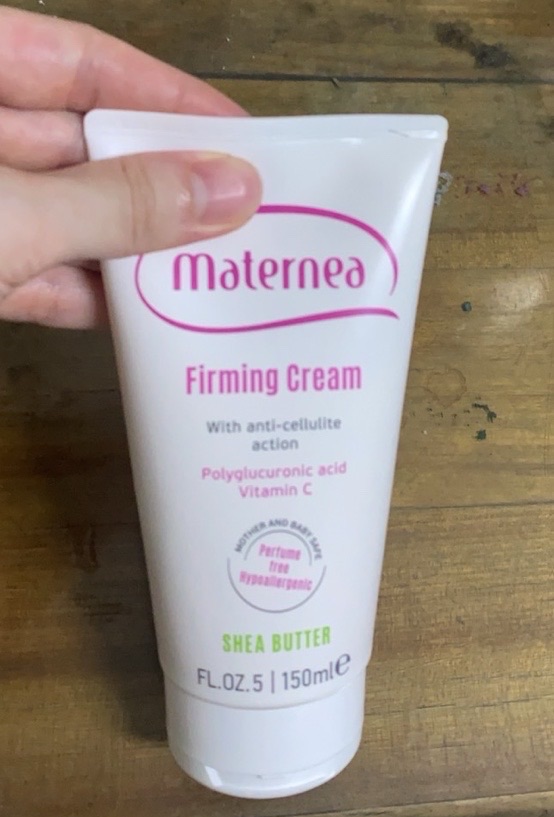 Maternea
Firming Cream
With anti-cellulite
action
Polyglucuronic acid
Vitamin C
MOTHER AND BABY SAFE
Perfume
free
Hypoallergenic
SHEA BUTTER
FL.OZ.5 | 150ml℮